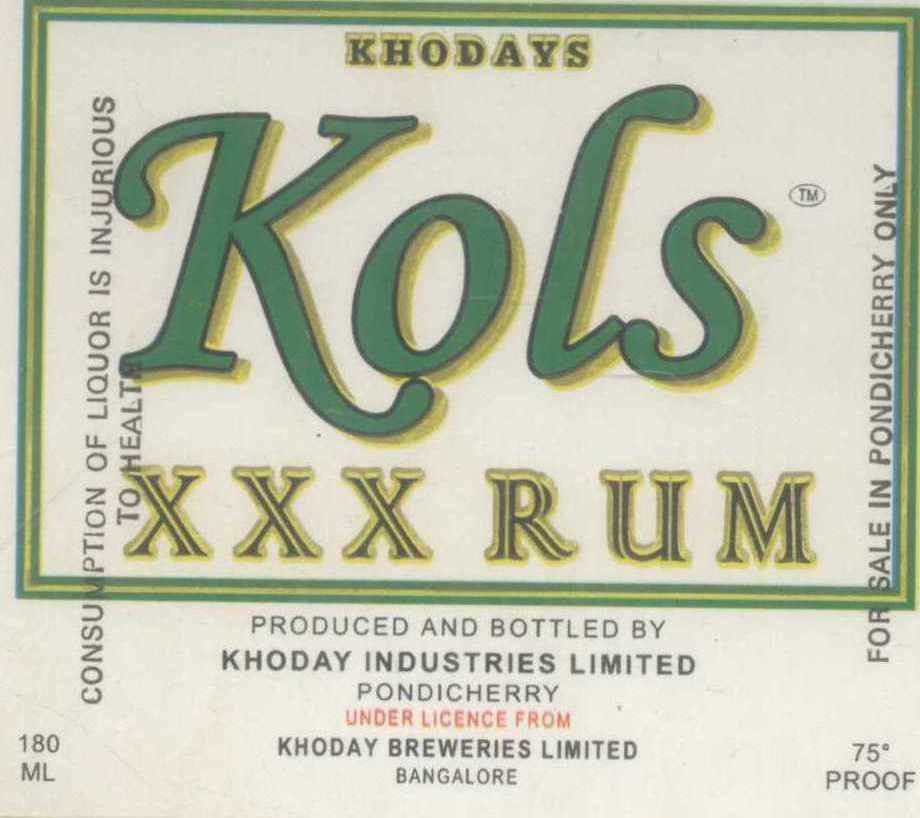 KHODAYS
Kols
TM
XXX RUM
CONSUMPTION OF LIQUOR IS INJURIOUS
TO HEALTH
FOR SALE IN PONDICHERRY ONLY
PRODUCED AND BOTTLED BY
KHODAY INDUSTRIES LIMITED
PONDICHERRY
UNDER LICENCE FROM
KHODAY BREWERIES LIMITED
BANGALORE
180
ML
75°
PROOF